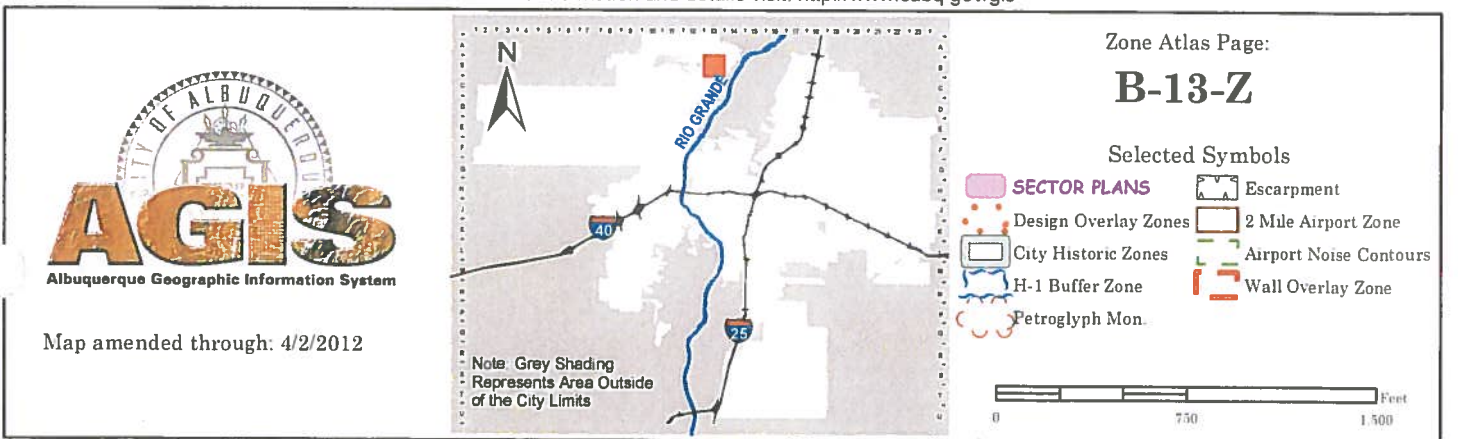 CITY OF ALBUQUERQUE
AGIS
Albuquerque Geographic Information System
Map amended through: 4/2/2012
N
RIO GRANDE
40
25
Note: Grey Shading
Represents Area Outside
of the City Limits
Zone Atlas Page:
B-13-Z
Selected Symbols
SECTOR PLANS
Escarpment
Design Overlay Zones
2 Mile Airport Zone
City Historic Zones
Airport Noise Contours
H-1 Buffer Zone
Wall Overlay Zone
Petroglyph Mon.
Feet
0
750
1,500